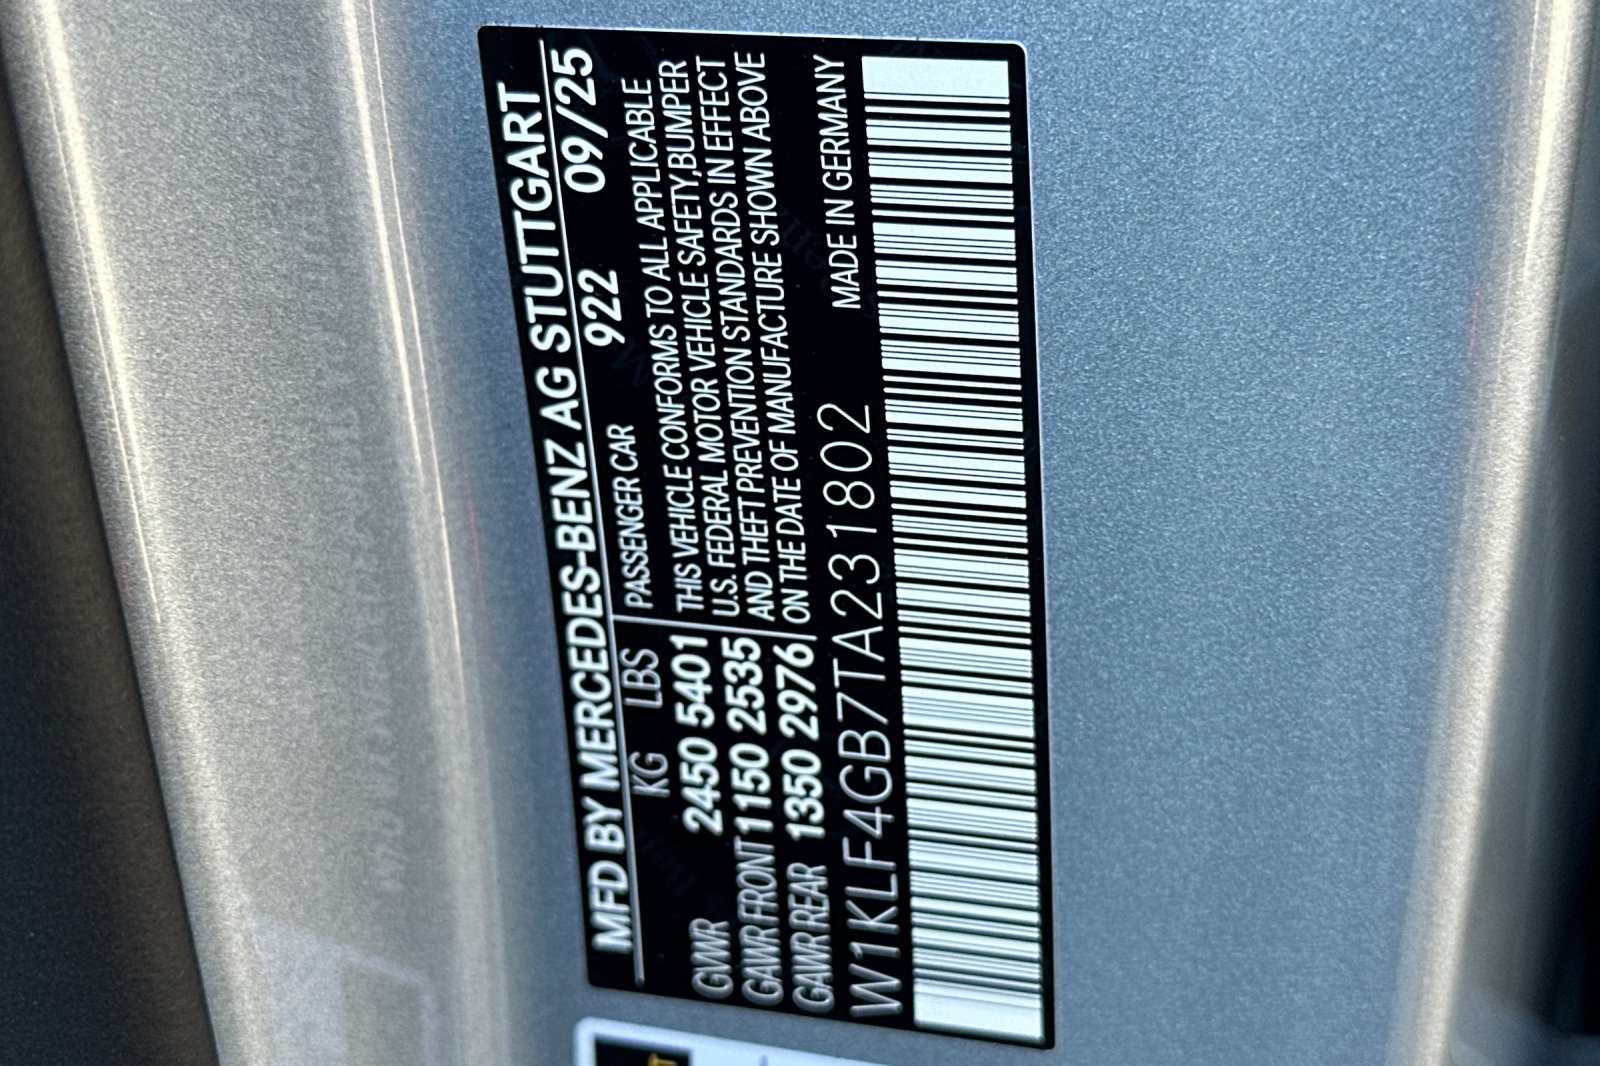 MFD BY MERCEDES-BENZ AG STUTTGART
922 09/25
KG LBS
GVWR 2450 5401
GAWR FRONT 1150 2535
GAWR REAR 1350 2976
PASSENGER CAR
THIS VEHICLE CONFORMS TO ALL APPLICABLE
U.S. FEDERAL MOTOR VEHICLE SAFETY,BUMPER
AND THEFT PREVENTION STANDARDS IN EFFECT
ON THE DATE OF MANUFACTURE SHOWN ABOVE
W1KLF4GB7TA231802
MADE IN GERMANY